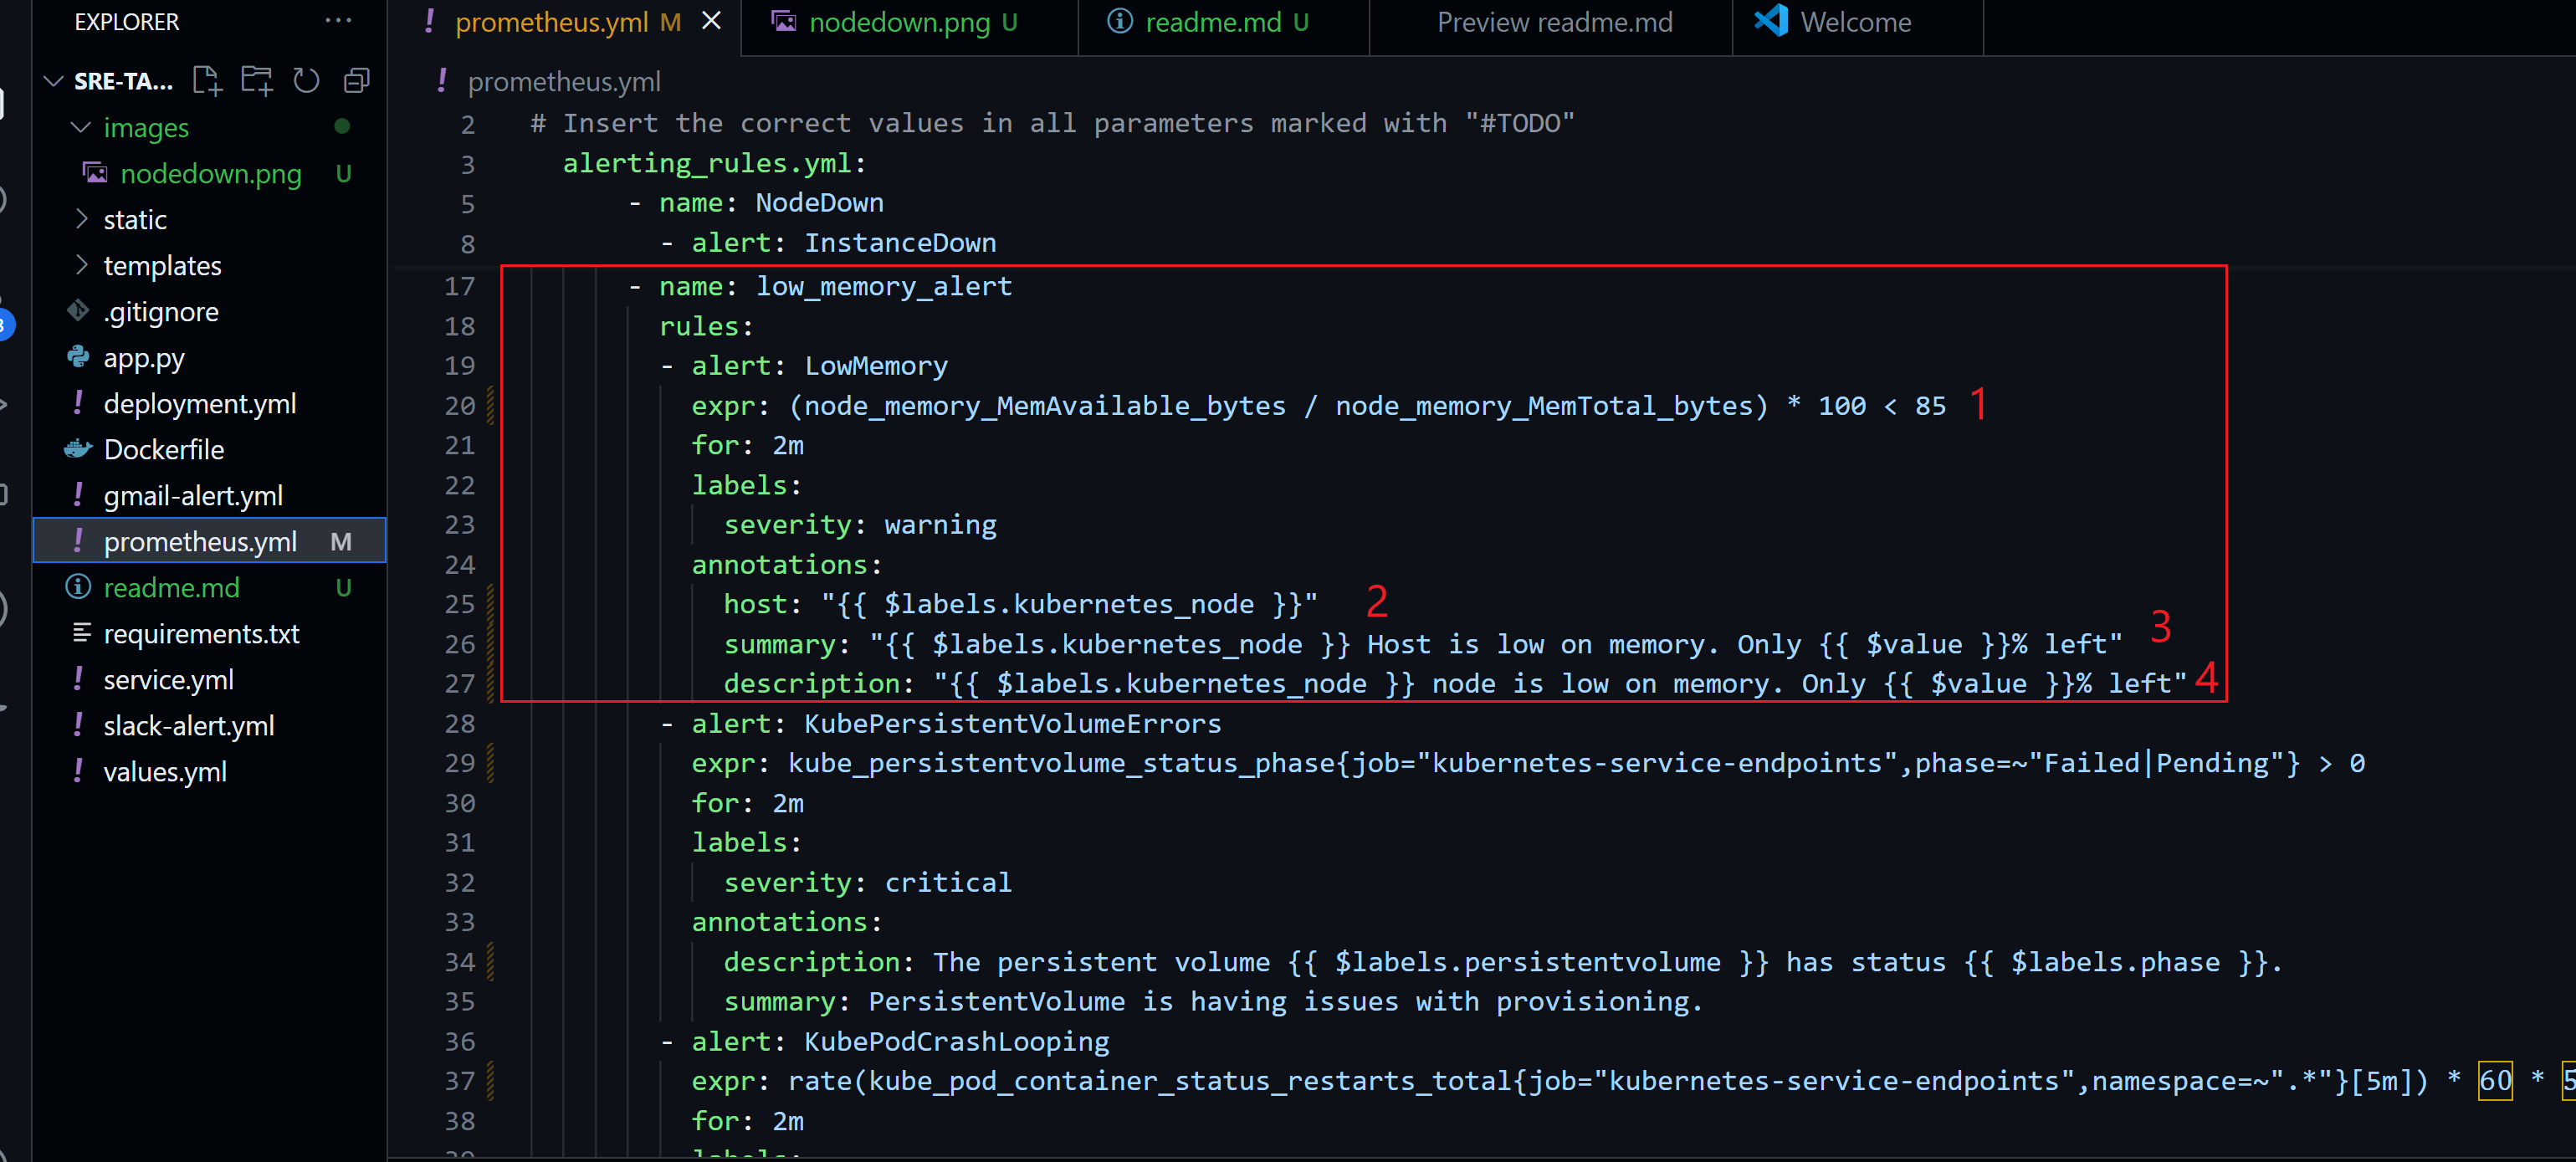 EXPLORER ...
prometheus.yml M
nodedown.png U
readme.md U
Preview readme.md
Welcome
SRE-TA...
images
nodedown.png U
static
templates
.gitignore
app.py
deployment.yml
Dockerfile
gmail-alert.yml
prometheus.yml M
readme.md U
requirements.txt
service.yml
slack-alert.yml
values.yml
prometheus.yml
2 # Insert the correct values in all parameters marked with "#TODO"
3 alerting_rules.yml:
5 - name: NodeDown
8 - alert: InstanceDown
17 - name: low_memory_alert
18 rules:
19 - alert: LowMemory
20 expr: (node_memory_MemAvailable_bytes / node_memory_MemTotal_bytes) * 100 < 85 1
21 for: 2m
22 labels:
23 severity: warning
24 annotations:
25 host: "{{ $labels.kubernetes_node }}" 2
26 summary: "{{ $labels.kubernetes_node }} Host is low on memory. Only {{ $value }}% left" 3
27 description: "{{ $labels.kubernetes_node }} node is low on memory. Only {{ $value }}% left" 4
28 - alert: KubePersistentVolumeErrors
29 expr: kube_persistentvolume_status_phase{job="kubernetes-service-endpoints",phase=~"Failed|Pending"} > 0
30 for: 2m
31 labels:
32 severity: critical
33 annotations:
34 description: The persistent volume {{ $labels.persistentvolume }} has status {{ $labels.phase }}.
35 summary: PersistentVolume is having issues with provisioning.
36 - alert: KubePodCrashLooping
37 expr: rate(kube_pod_container_status_restarts_total{job="kubernetes-service-endpoints",namespace=~".*"}[5m]) * 60 * 5
38 for: 2m
39 labels: